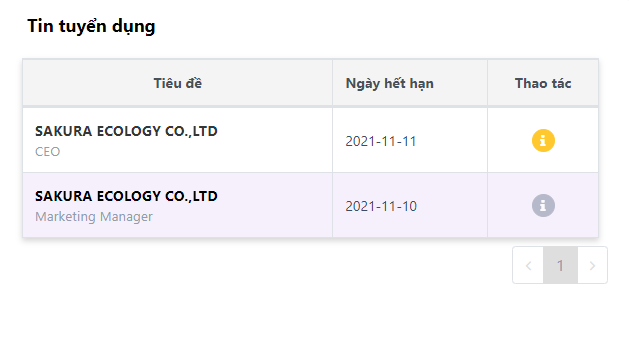 Tin tuyển dụng
Tiêu đề Ngày hết hạn Thao tác
SAKURA ECOLOGY CO.,LTD
CEO
2021-11-11
SAKURA ECOLOGY CO.,LTD
Marketing Manager
2021-11-10
1